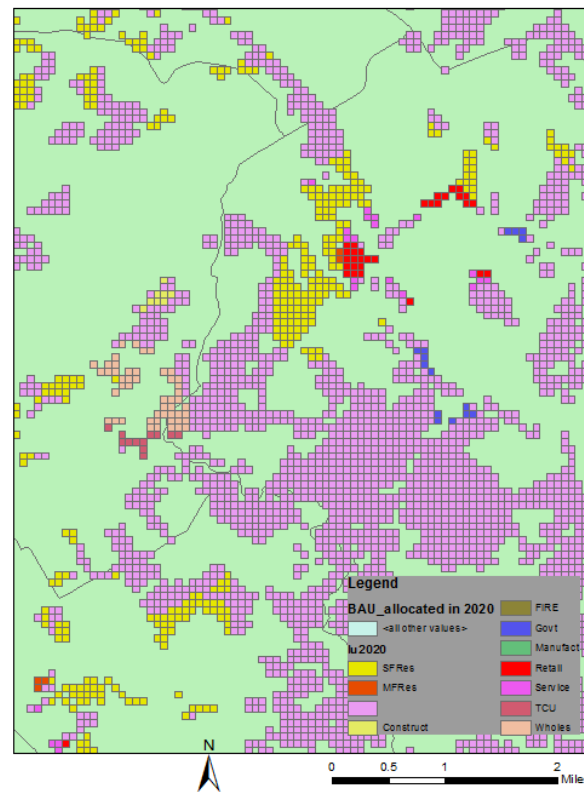 Legend
BAU_allocated in 2020
<all other values>
lu2020
SFRes
MFRes
Construct
FIRE
Govt
Manufact
Retail
Service
TCU
Wholes
N
0 0.5 1 2
Mile